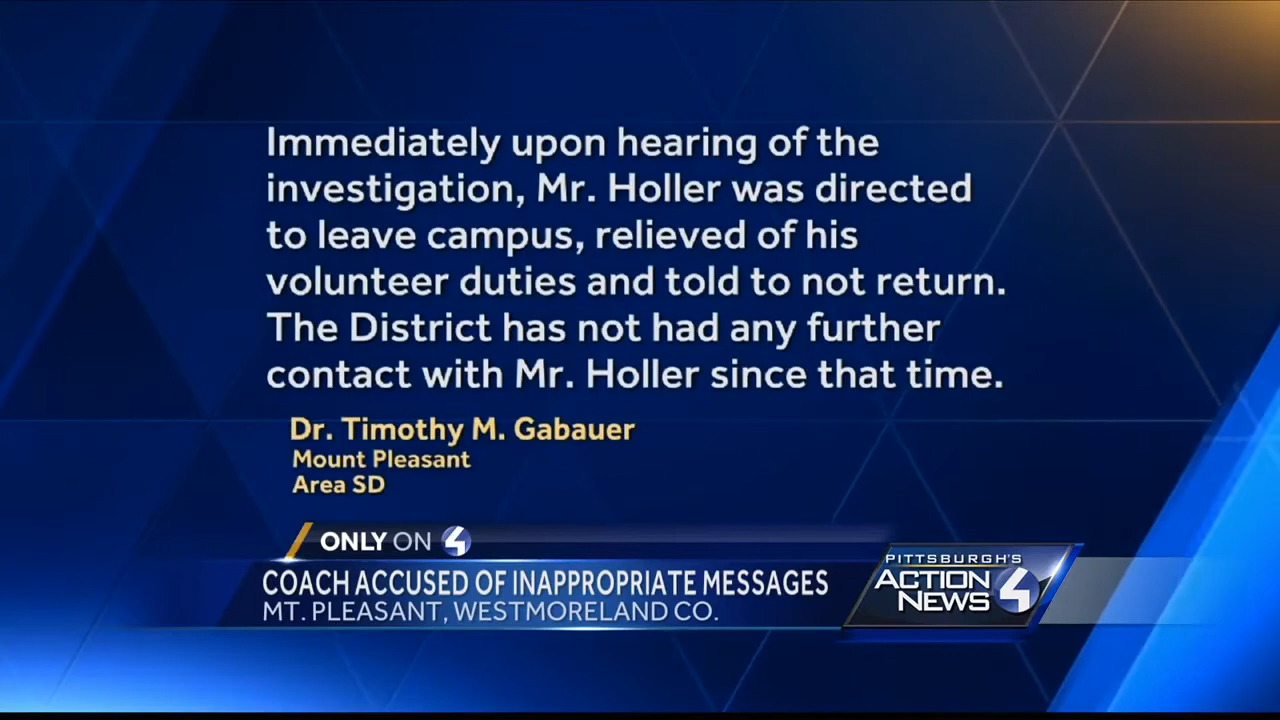 Immediately upon hearing of the
investigation, Mr. Holler was directed
to leave campus, relieved of his
volunteer duties and told to not return.
The District has not had any further
contact with Mr. Holler since that time.
Dr. Timothy M. Gabauer
Mount Pleasant
Area SD
ONLY ON 4
COACH ACCUSED OF INAPPROPRIATE MESSAGES
MT. PLEASANT, WESTMORELAND CO.
PITTSBURGH'S
ACTION
NEWS 4